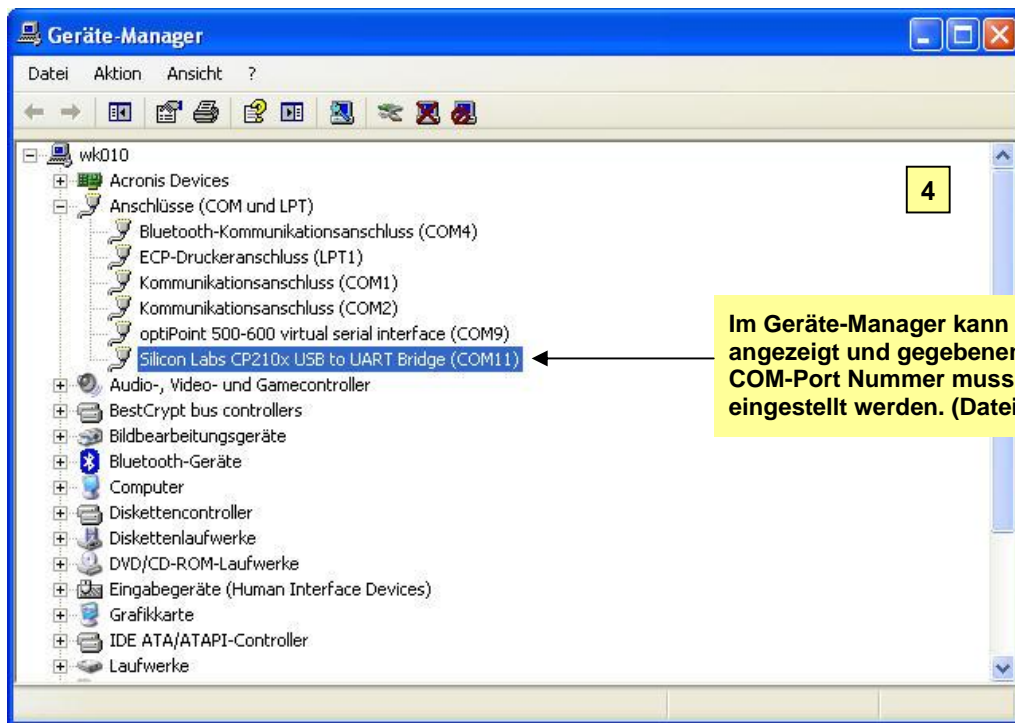 Geräte-Manager
Datei Aktion Ansicht ?
wk010
Acronis Devices
4
Anschlüsse (COM und LPT)
Bluetooth-Kommunikationsanschluss (COM4)
ECP-Druckeranschluss (LPT1)
Kommunikationsanschluss (COM1)
Kommunikationsanschluss (COM2)
optiPoint 500-600 virtual serial interface (COM9)
Silicon Labs CP210x USB to UART Bridge (COM11)
Im Geräte-Manager kann
angezeigt und
COM-Port Nummer muss
eingestellt werden. (Datei
Audio-, Video- und Gamecontroller
BestCrypt bus controllers
Bildbearbeitungsgeräte
Bluetooth-Geräte
Computer
Diskettencontroller
Diskettenlaufwerke
DVD/CD-ROM-Laufwerke
Eingabegeräte (Human Interface Devices)
Grafikkarte
IDE ATA/ATAPI-Controller
Laufwerke